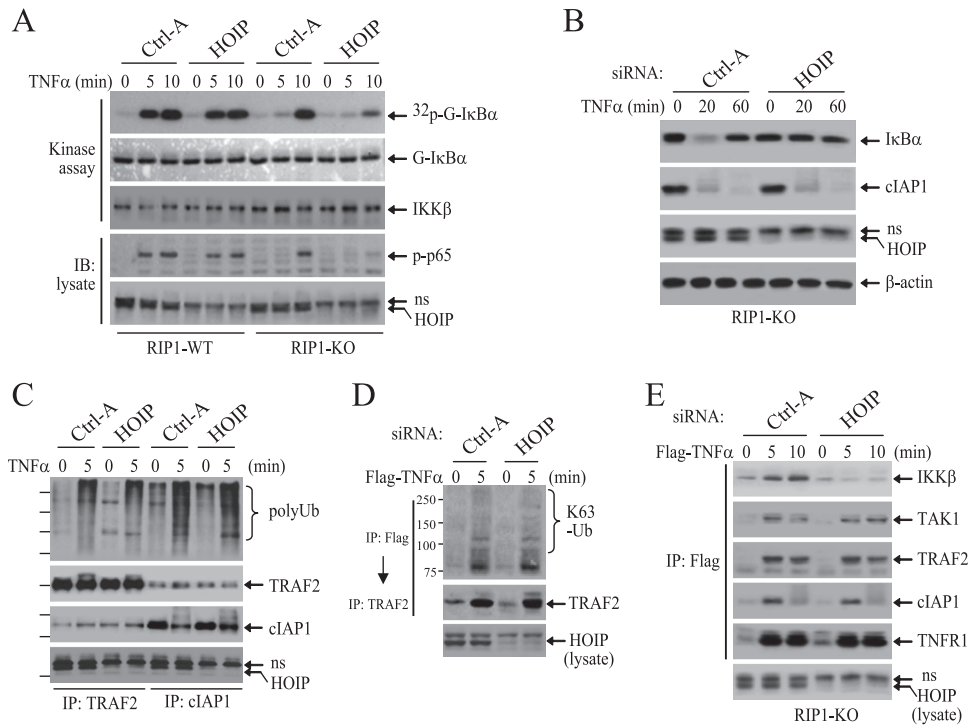 A
Ctrl-A HOIP Ctrl-A HOIP
TNFα (min) 0 5 10 0 5 10 0 5 10 0 5 10
Kinase assay
32p-G-IκBα
G-IκBα
IKKβ
IB: lysate
p-p65
ns
HOIP
RIP1-WT RIP1-KO
B
siRNA: Ctrl-A HOIP
TNFα (min) 0 20 60 0 20 60
IκBα
cIAP1
ns
HOIP
β-actin
RIP1-KO
C
Ctrl-A HOIP Ctrl-A HOIP
TNFα 0 5 0 5 0 5 0 5 (min)
polyUb
TRAF2
cIAP1
ns
HOIP
IP: TRAF2 IP: cIAP1
D
siRNA: Ctrl-A HOIP
Flag-TNFα 0 5 0 5 (min)
250
150
100
75
K63
-Ub
IP: Flag
IP: TRAF2
TRAF2
HOIP
(lysate)
E
siRNA: Ctrl-A HOIP
Flag-TNFα 0 5 10 0 5 10 (min)
IP: Flag
IKKβ
TAK1
TRAF2
cIAP1
TNFR1
ns
HOIP
(lysate)
RIP1-KO